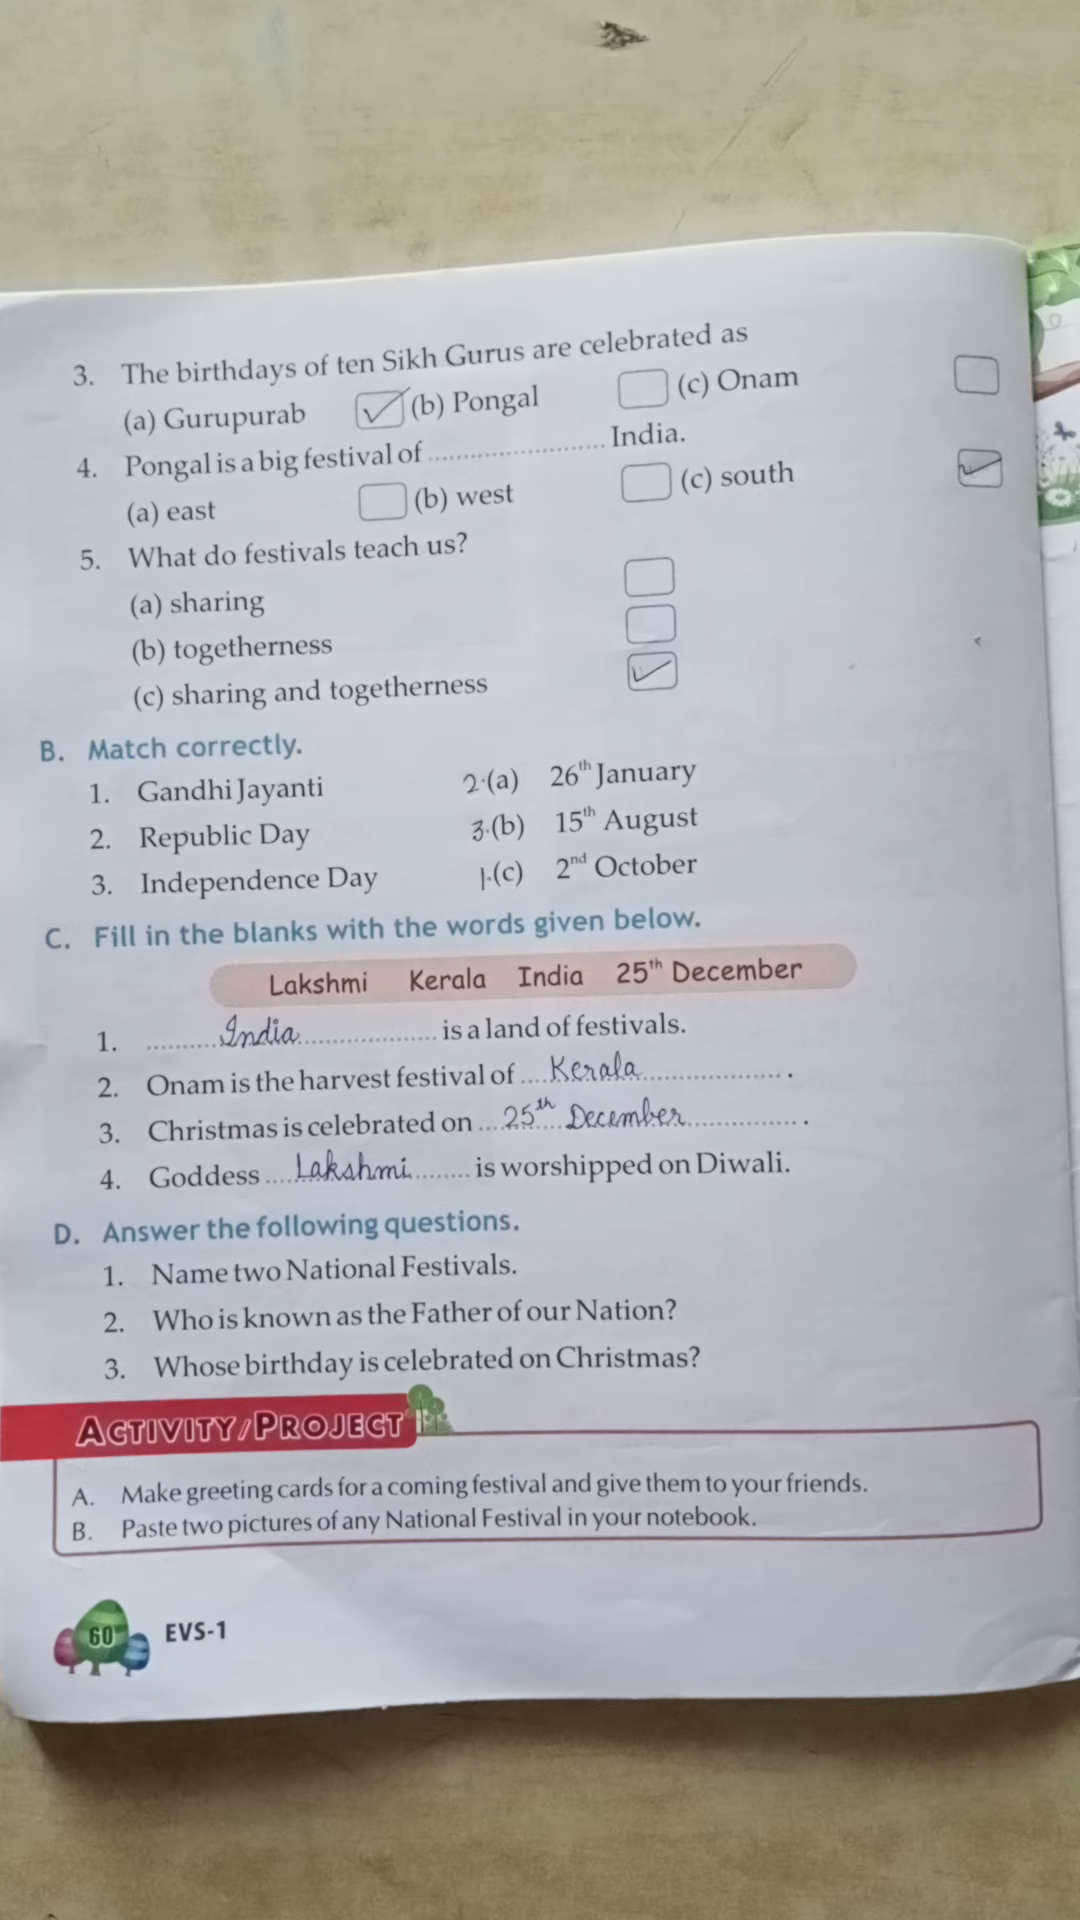 3. The birthdays of ten Sikh Gurus are celebrated as
(a) Gurupurab ✓ (b) Pongal (c) Onam
4. Pongal is a big festival of .......................... India.
(a) east (b) west (c) south ✓
5. What do festivals teach us?
(a) sharing
(b) togetherness
(c) sharing and togetherness ✓
B. Match correctly.
1. Gandhi Jayanti 2.(a) 26th January
2. Republic Day 3.(b) 15th August
3. Independence Day 1.(c) 2nd October
C. Fill in the blanks with the words given below.
Lakshmi Kerala India 25th December
1. ..........India.................... is a land of festivals.
2. Onam is the harvest festival of ....Kerala..................... .
3. Christmas is celebrated on ...25th December................ .
4. Goddess ....Lakshmi........ is worshipped on Diwali.
D. Answer the following questions.
1. Name two National Festivals.
2. Who is known as the Father of our Nation?
3. Whose birthday is celebrated on Christmas?
ACTIVITY/PROJECT
A. Make greeting cards for a coming festival and give them to your friends.
B. Paste two pictures of any National Festival in your notebook.
60 EVS-1